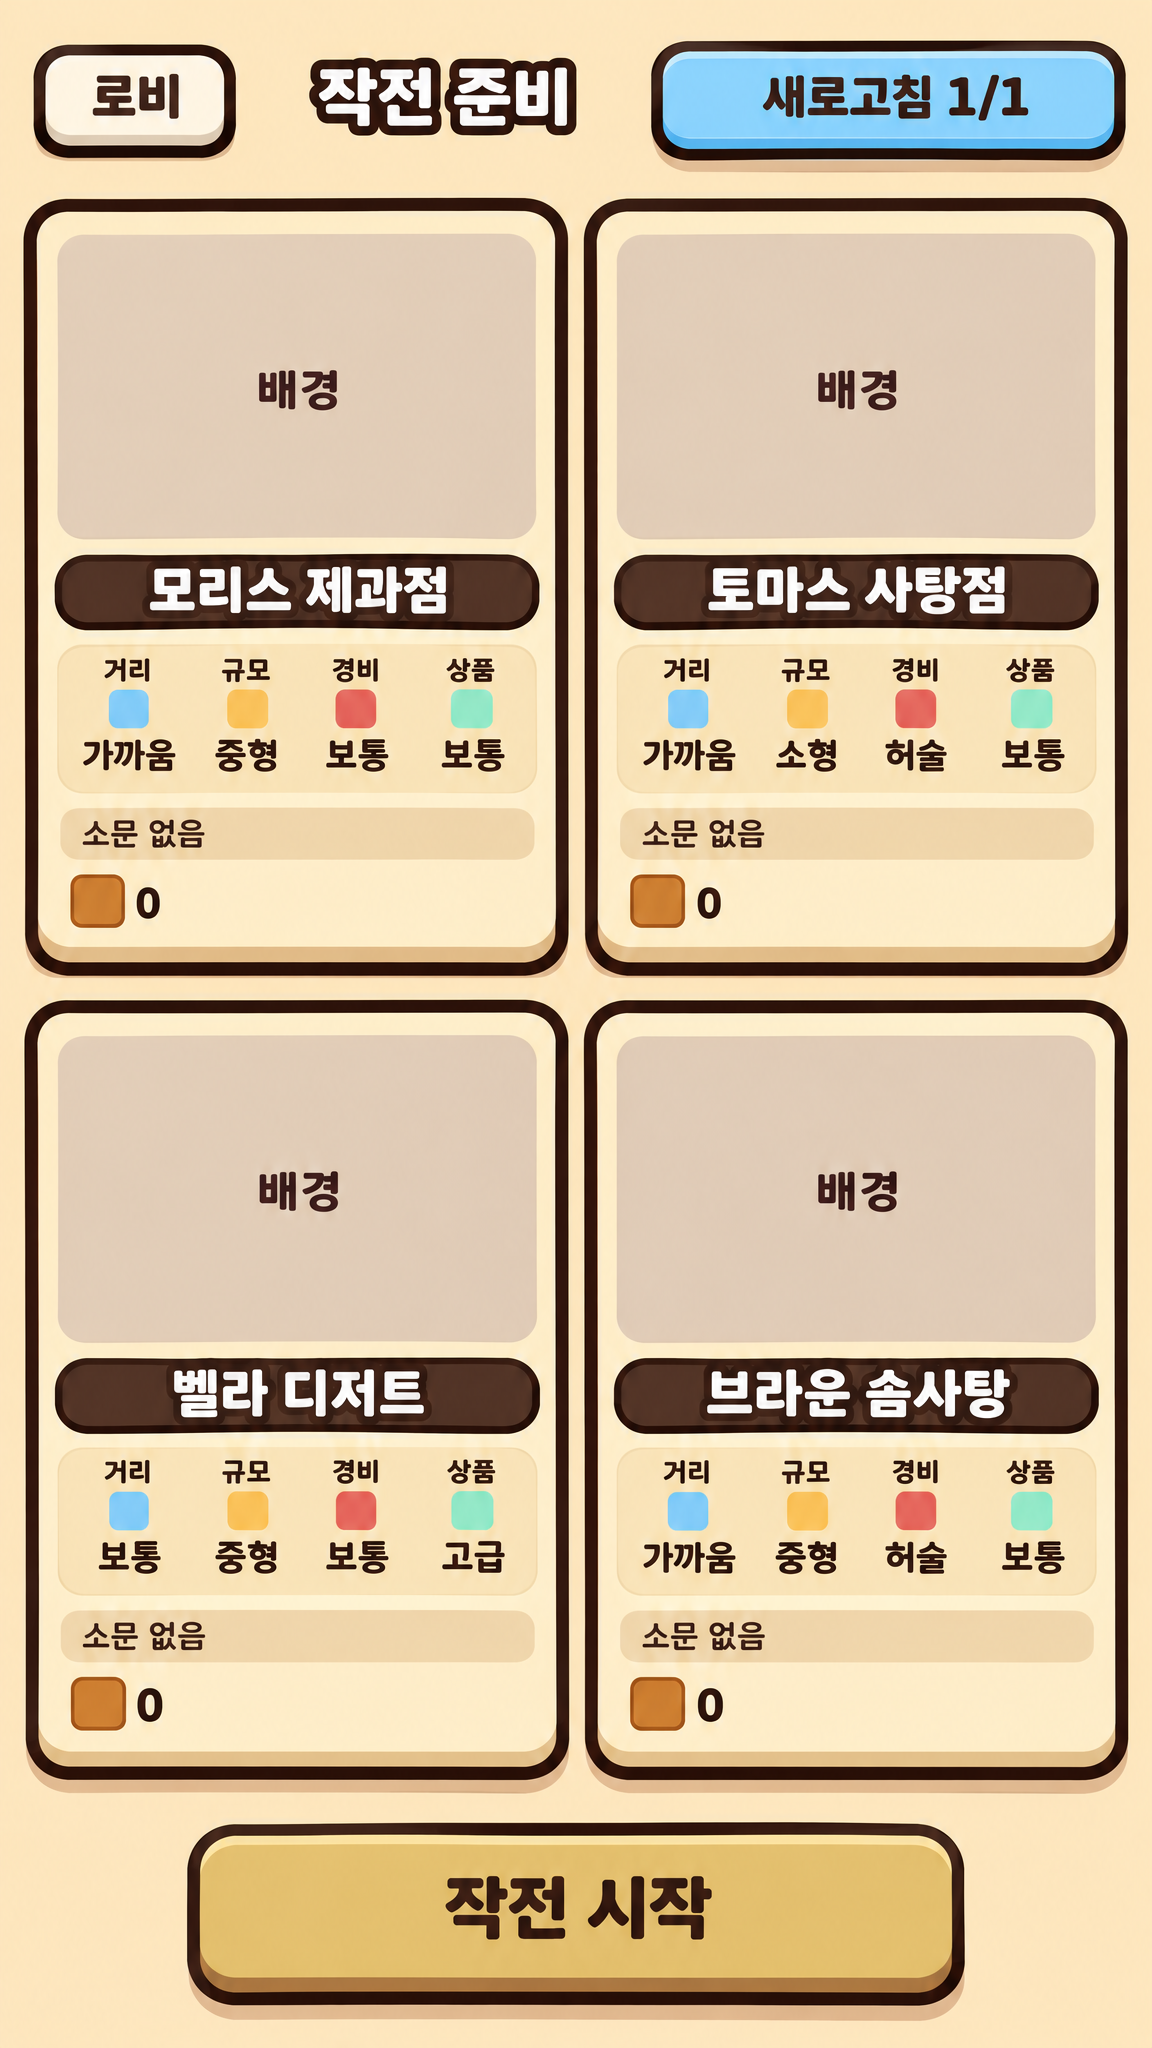 로비
작전 준비
새로고침 1/1
배경
모리스 제과점
거리 규모 경비 상품
가까움 중형 보통 보통
소문 없음
0
배경
토마스 사탕점
거리 규모 경비 상품
가까움 소형 허술 보통
소문 없음
0
배경
벨라 디저트
거리 규모 경비 상품
보통 중형 보통 고급
소문 없음
0
배경
브라운 솜사탕
거리 규모 경비 상품
가까움 중형 허술 보통
소문 없음
0
작전 시작